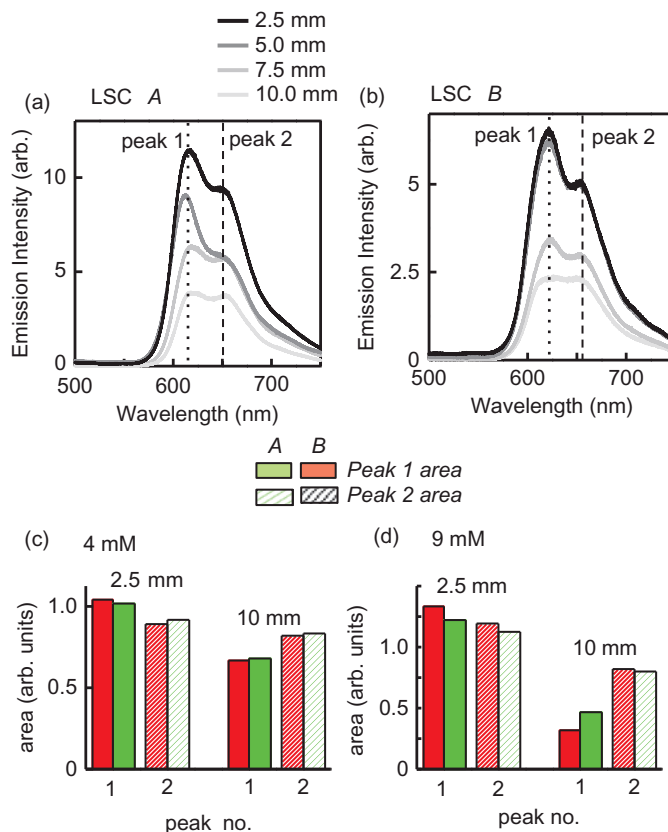 2.5 mm
5.0 mm
7.5 mm
10.0 mm
(a) LSC A
peak 1 peak 2
Emission Intensity (arb.)
10
5
0
500 600 700
Wavelength (nm)
(b) LSC B
peak 1 peak 2
Emission Intensity (arb.)
5
2.5
0
500 600 700
Wavelength (nm)
A B
Peak 1 area
Peak 2 area
(c) 4 mM
2.5 mm
10 mm
area (arb. units)
1.0
0.5
0
1 2 1 2
peak no.
(d) 9 mM
2.5 mm
10 mm
area (arb. units)
1.0
0.5
0
1 2 1 2
peak no.